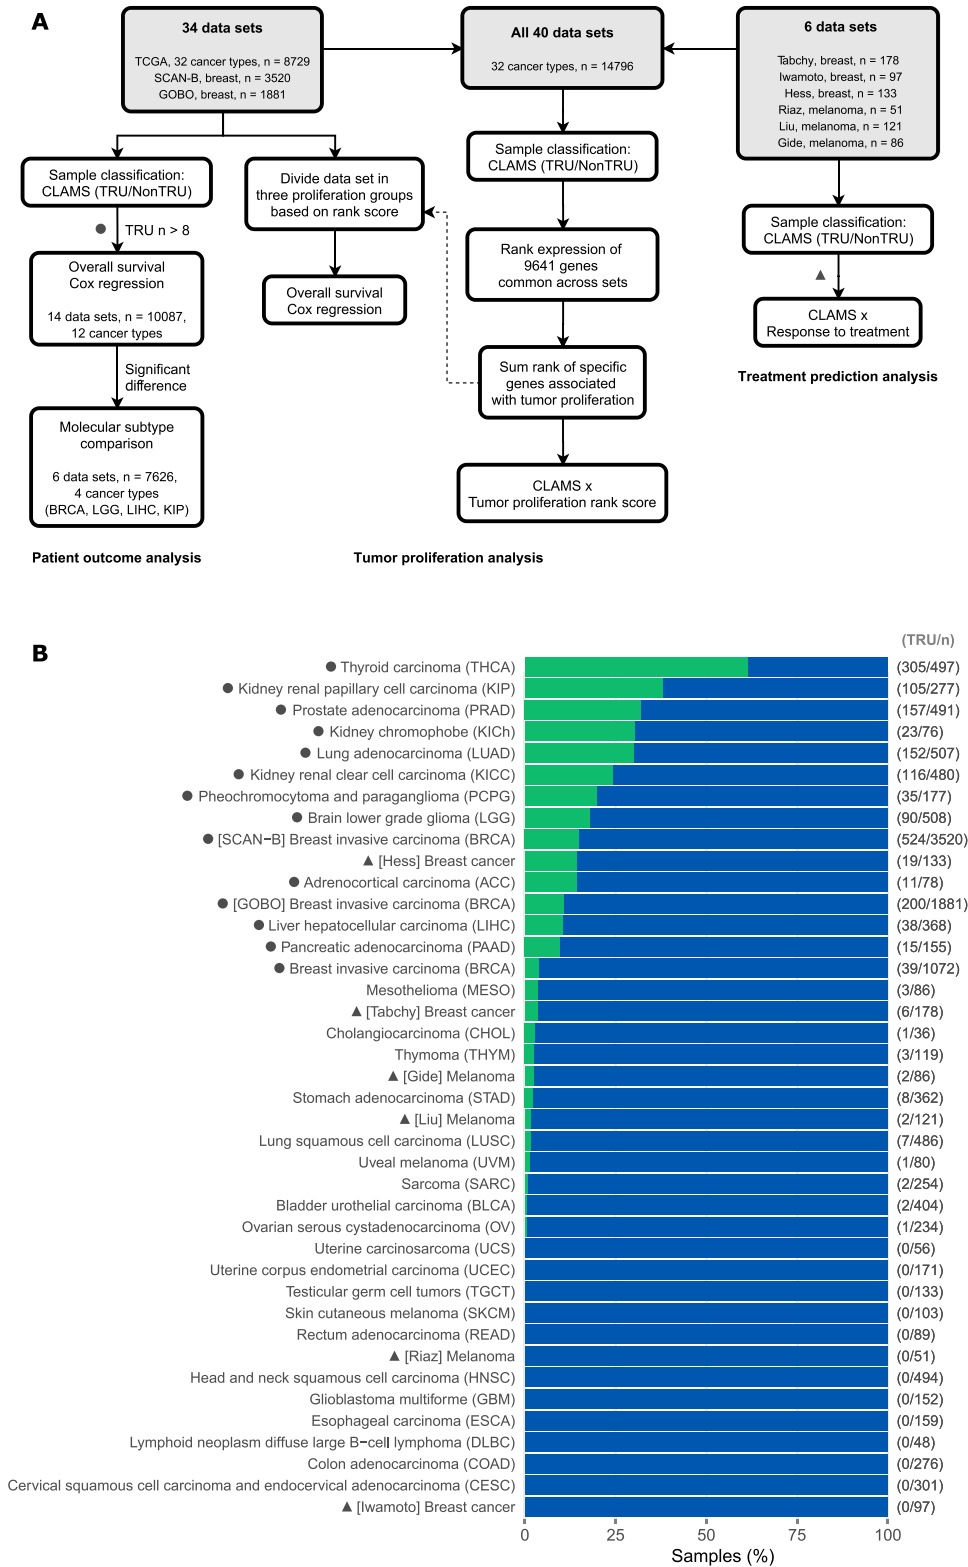 A
34 data sets
TCGA, 32 cancer types, n = 8729
SCAN-B, breast, n = 3520
GOBO, breast, n = 1881
All 40 data sets
32 cancer types, n = 14796
6 data sets
Tabchy, breast, n = 178
Iwamoto, breast, n = 97
Hess, breast, n = 133
Riaz, melanoma, n = 51
Liu, melanoma, n = 121
Gide, melanoma, n = 86
Sample classification:
CLAMS (TRU/NonTRU)
● TRU n > 8
Overall survival
Cox regression
14 data sets, n = 10087,
12 cancer types
Significant
difference
Molecular subtype
comparison
6 data sets, n = 7626,
4 cancer types
(BRCA, LGG, LIHC, KIP)
Patient outcome analysis
Divide data set in
three proliferation groups
based on rank score
Overall survival
Cox regression
Sample classification:
CLAMS (TRU/NonTRU)
Rank expression of
9641 genes
common across sets
Sum rank of specific
genes associated
with tumor proliferation
CLAMS x
Tumor proliferation rank score
Tumor proliferation analysis
Sample classification:
CLAMS (TRU/NonTRU)
▲
CLAMS x
Response to treatment
Treatment prediction analysis
B
(TRU/n)
● Thyroid carcinoma (THCA) (305/497)
● Kidney renal papillary cell carcinoma (KIP) (105/277)
● Prostate adenocarcinoma (PRAD) (157/491)
● Kidney chromophobe (KICh) (23/76)
● Lung adenocarcinoma (LUAD) (152/507)
● Kidney renal clear cell carcinoma (KICC) (116/480)
● Pheochromocytoma and paraganglioma (PCPG) (35/177)
● Brain lower grade glioma (LGG) (90/508)
● [SCAN−B] Breast invasive carcinoma (BRCA) (524/3520)
▲ [Hess] Breast cancer (19/133)
● Adrenocortical carcinoma (ACC) (11/78)
● [GOBO] Breast invasive carcinoma (BRCA) (200/1881)
● Liver hepatocellular carcinoma (LIHC) (38/368)
● Pancreatic adenocarcinoma (PAAD) (15/155)
● Breast invasive carcinoma (BRCA) (39/1072)
Mesothelioma (MESO) (3/86)
▲ [Tabchy] Breast cancer (6/178)
Cholangiocarcinoma (CHOL) (1/36)
Thymoma (THYM) (3/119)
▲ [Gide] Melanoma (2/86)
Stomach adenocarcinoma (STAD) (8/362)
▲ [Liu] Melanoma (2/121)
Lung squamous cell carcinoma (LUSC) (7/486)
Uveal melanoma (UVM) (1/80)
Sarcoma (SARC) (2/254)
Bladder urothelial carcinoma (BLCA) (2/404)
Ovarian serous cystadenocarcinoma (OV) (1/234)
Uterine carcinosarcoma (UCS) (0/56)
Uterine corpus endometrial carcinoma (UCEC) (0/171)
Testicular germ cell tumors (TGCT) (0/133)
Skin cutaneous melanoma (SKCM) (0/103)
Rectum adenocarcinoma (READ) (0/89)
▲ [Riaz] Melanoma (0/51)
Head and neck squamous cell carcinoma (HNSC) (0/494)
Glioblastoma multiforme (GBM) (0/152)
Esophageal carcinoma (ESCA) (0/159)
Lymphoid neoplasm diffuse large B−cell lymphoma (DLBC) (0/48)
Colon adenocarcinoma (COAD) (0/276)
Cervical squamous cell carcinoma and endocervical adenocarcinoma (CESC) (0/301)
▲ [Iwamoto] Breast cancer (0/97)
0 25 50 75 100
Samples (%)